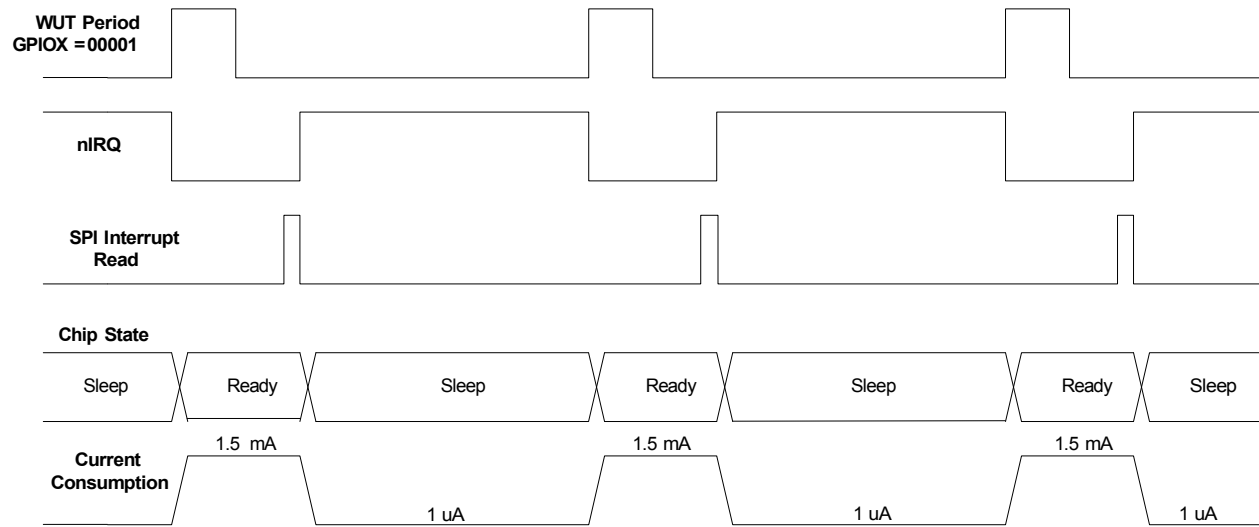 WUT Period
GPIOX =00001
nIRQ
SPI Interrupt
Read
Chip State
Sleep Ready Sleep Ready Sleep Ready Sleep
1.5 mA 1.5 mA 1.5 mA
Current
Consumption
1 uA 1 uA 1 uA